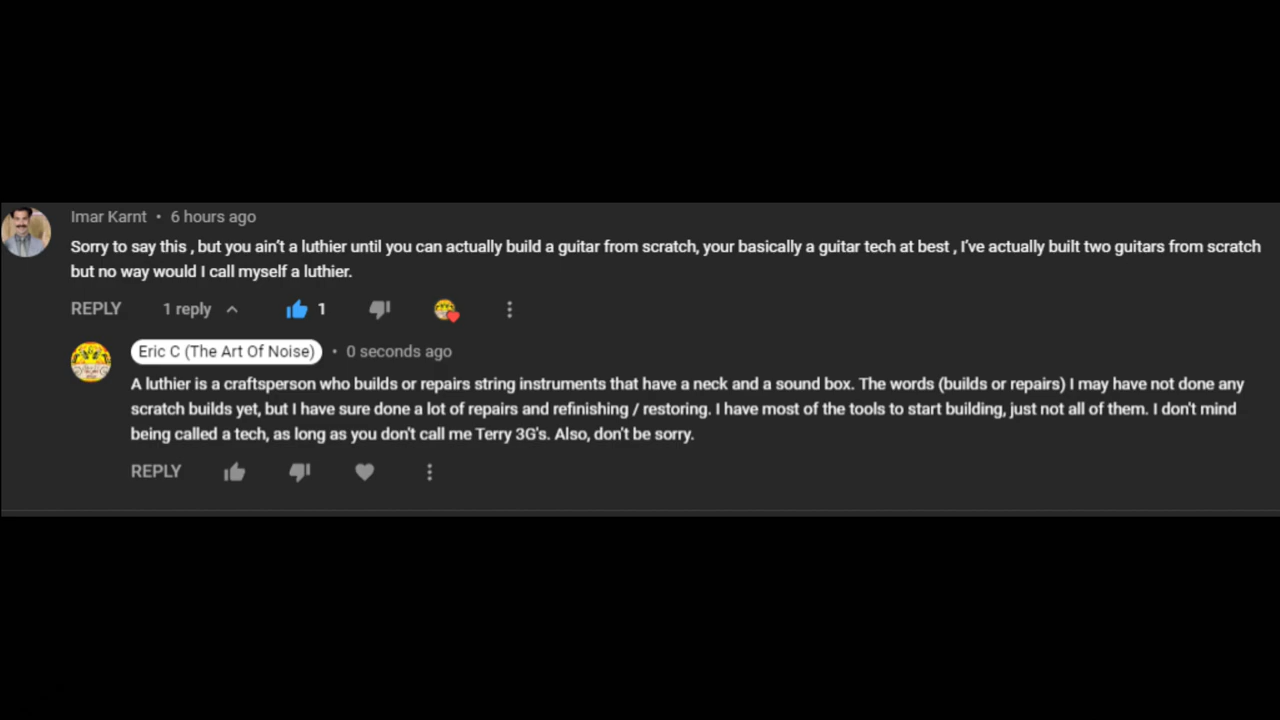 Imar Karnt • 6 hours ago
Sorry to say this , but you ain't a luthier until you can actually build a guitar from scratch, your basically a guitar tech at best , I've actually built two guitars from scratch
but no way would I call myself a luthier.
REPLY 1 reply 1
Eric C (The Art Of Noise) • 0 seconds ago
A luthier is a craftsperson who builds or repairs string instruments that have a neck and a sound box. The words (builds or repairs) I may have not done any
scratch builds yet, but I have sure done a lot of repairs and refinishing / restoring. I have most of the tools to start building, just not all of them. I don't mind
being called a tech, as long as you don't call me Terry 3G's. Also, don't be sorry.
REPLY